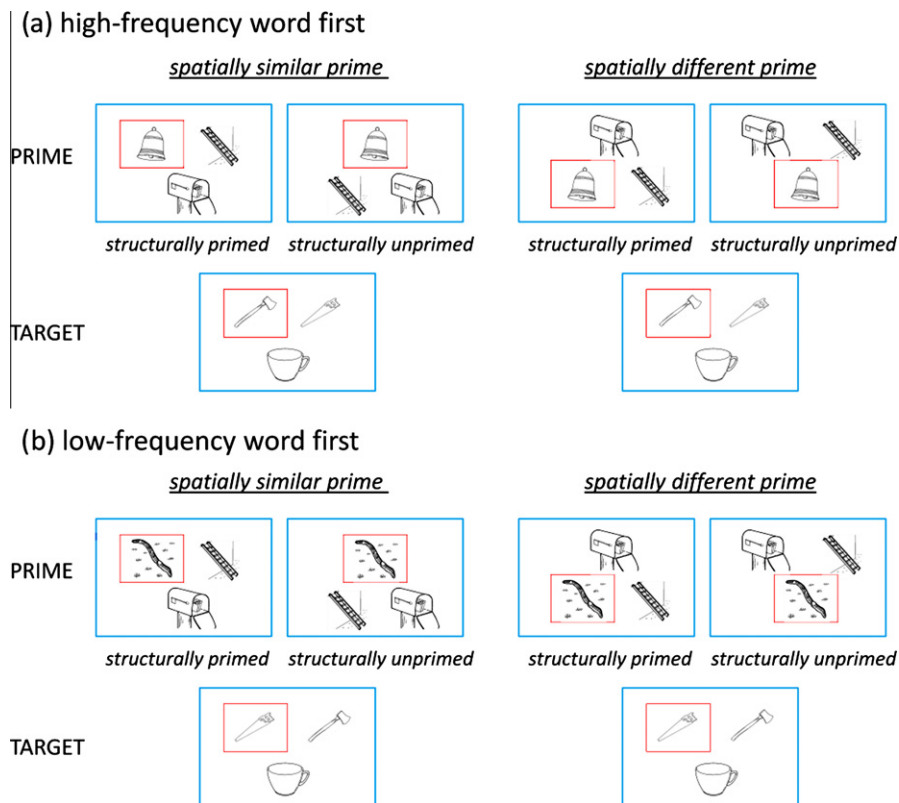 (a) high-frequency word first
spatially similar prime spatially different prime
PRIME
structurally primed structurally unprimed structurally primed structurally unprimed
TARGET
(b) low-frequency word first
spatially similar prime spatially different prime
PRIME
structurally primed structurally unprimed structurally primed structurally unprimed
TARGET